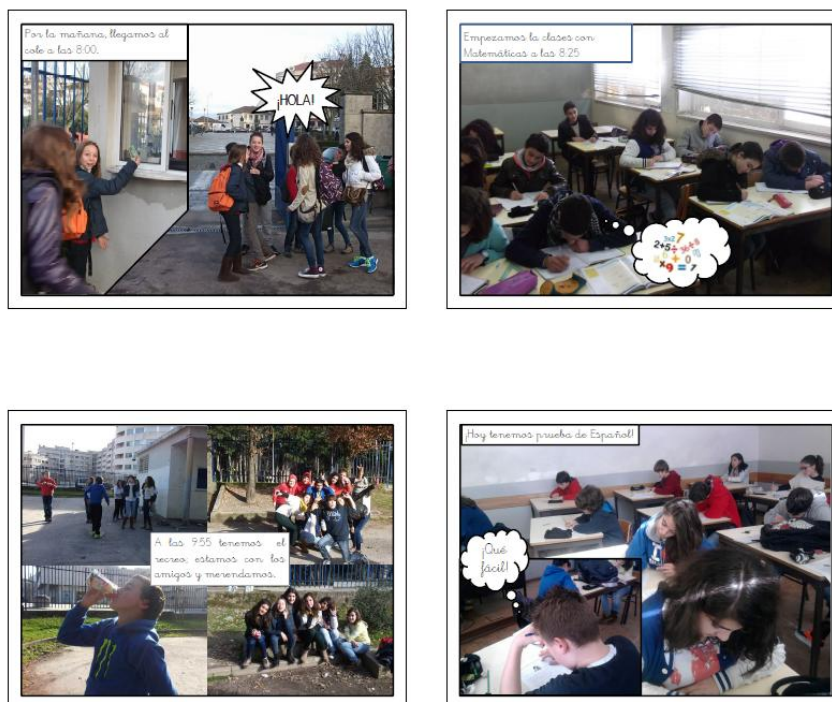 Por la mañana, llegamos al
cole a las 8:00.
¡HOLA!
Empezamos la clases con
Matemáticas a las 8.25
A las 9.55 tenemos el
recreo; estamos con los
amigos y merendamos.
¡Hoy tenemos prueba de Español!
¡Qué
fácil!